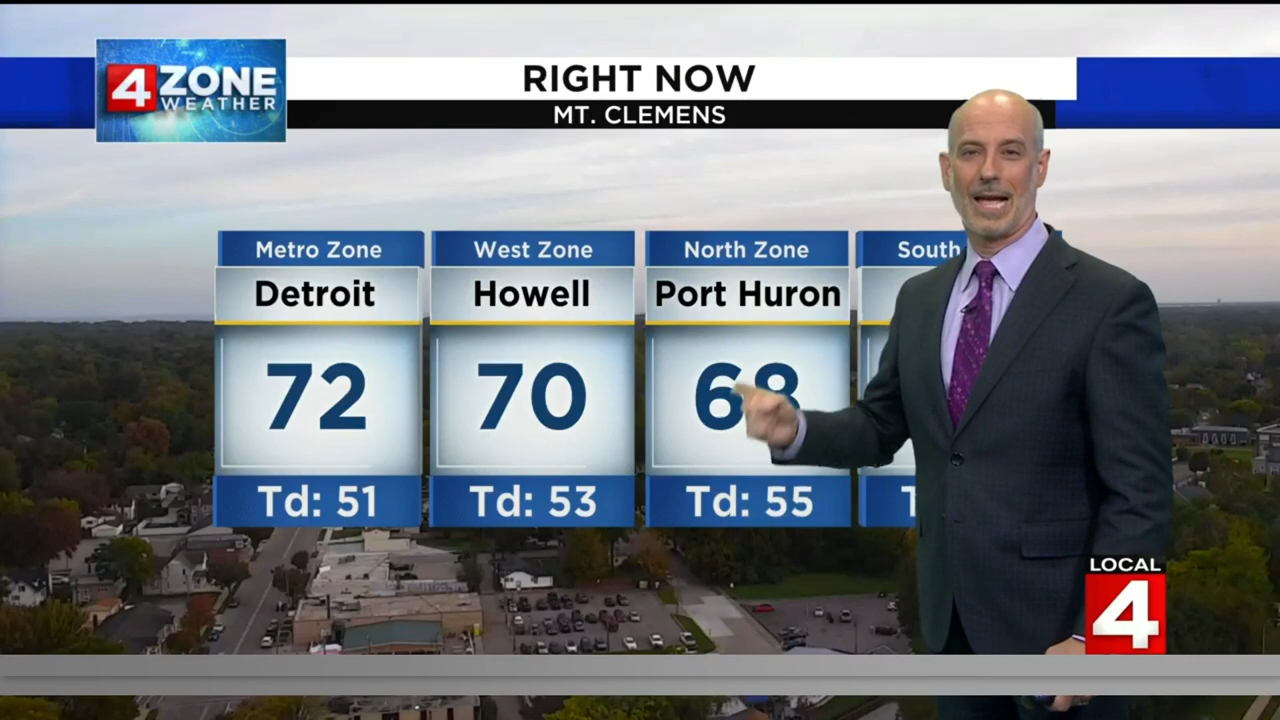 4 ZONE
WEATHER
RIGHT NOW
MT. CLEMENS
Metro Zone
West Zone
North Zone
South
Detroit
Howell
Port Huron
72
70
68
Td: 51
Td: 53
Td: 55
LOCAL
4